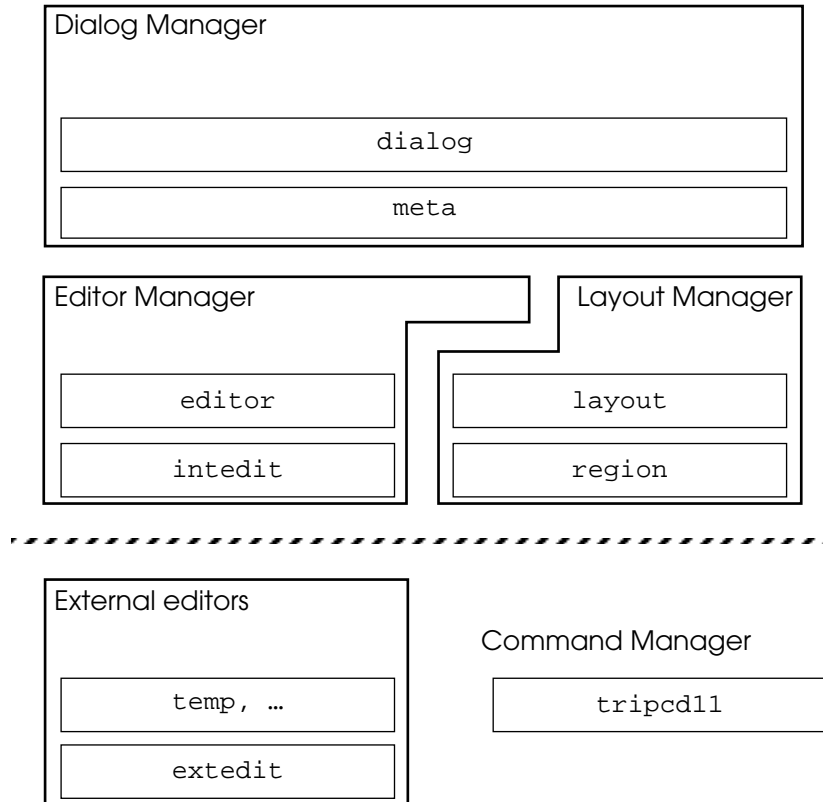 Dialog Manager
dialog
meta
Editor Manager
Layout Manager
editor
layout
intedit
region
External editors
Command Manager
temp, …
tripcd11
extedit